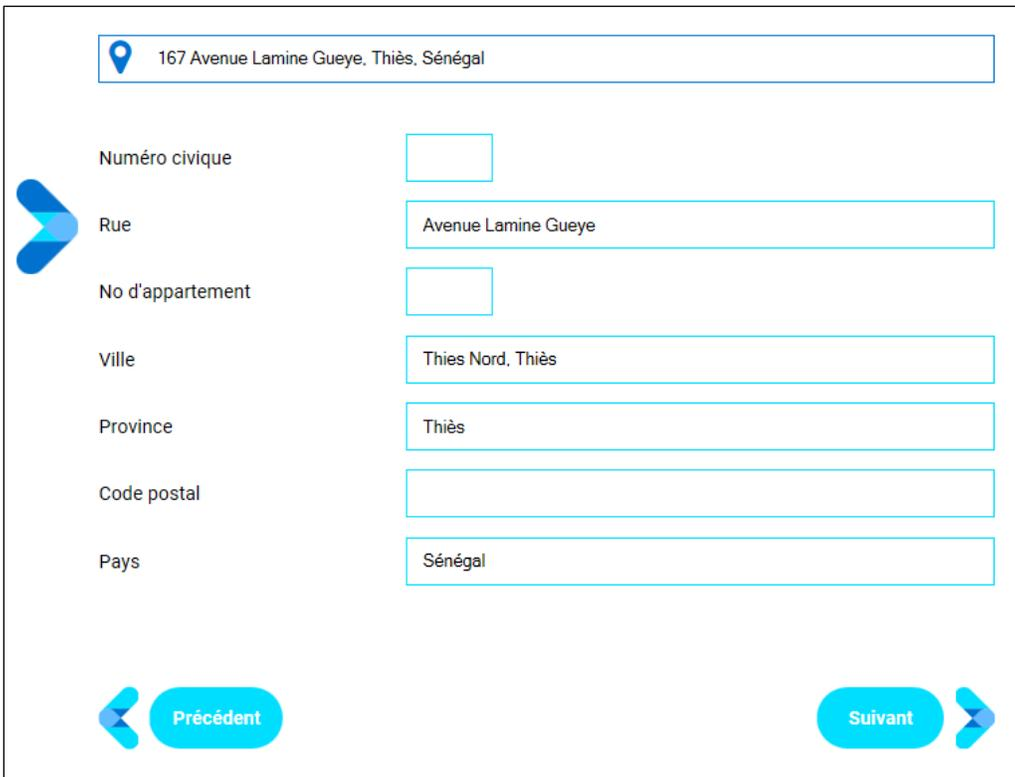 167 Avenue Lamine Gueye, Thiès, Sénégal
Numéro civique
Rue Avenue Lamine Gueye
No d'appartement
Ville Thies Nord, Thiès
Province Thiès
Code postal
Pays Sénégal
Précédent Suivant